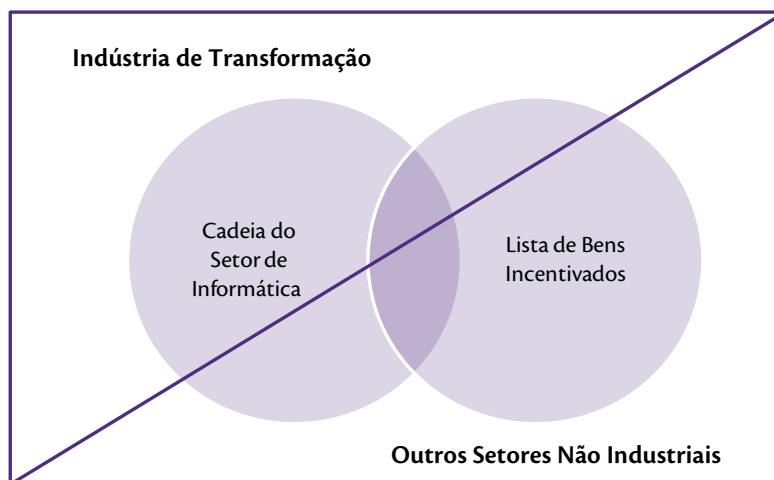 Indústria de Transformação
Cadeia do
Setor de
Informática
Lista de Bens
Incentivados
Outros Setores Não Industriais